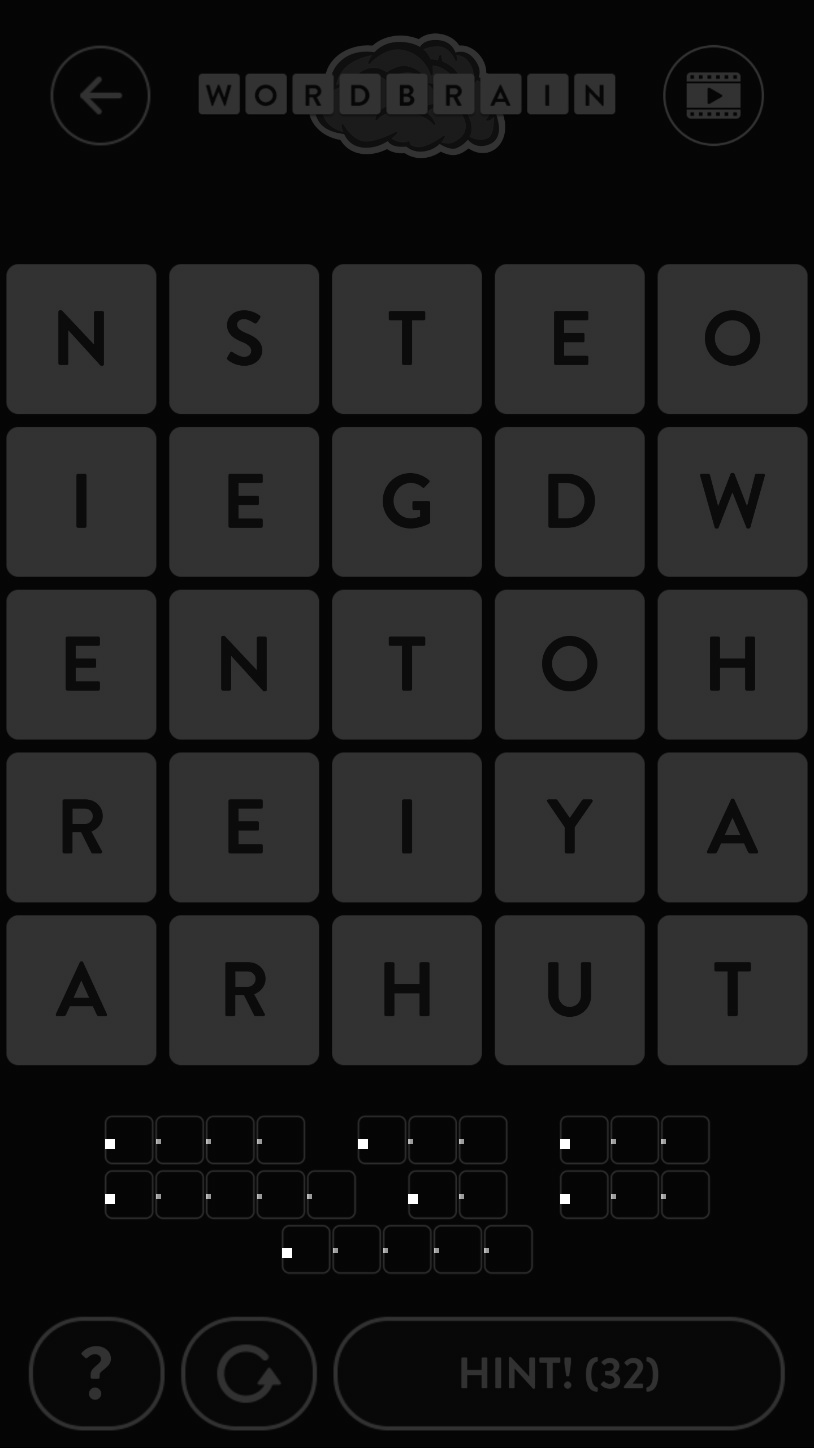 WORDBRAIN
N S T E O
I E G D W
E N T O H
R E I Y A
A R H U T
? HINT! (32)